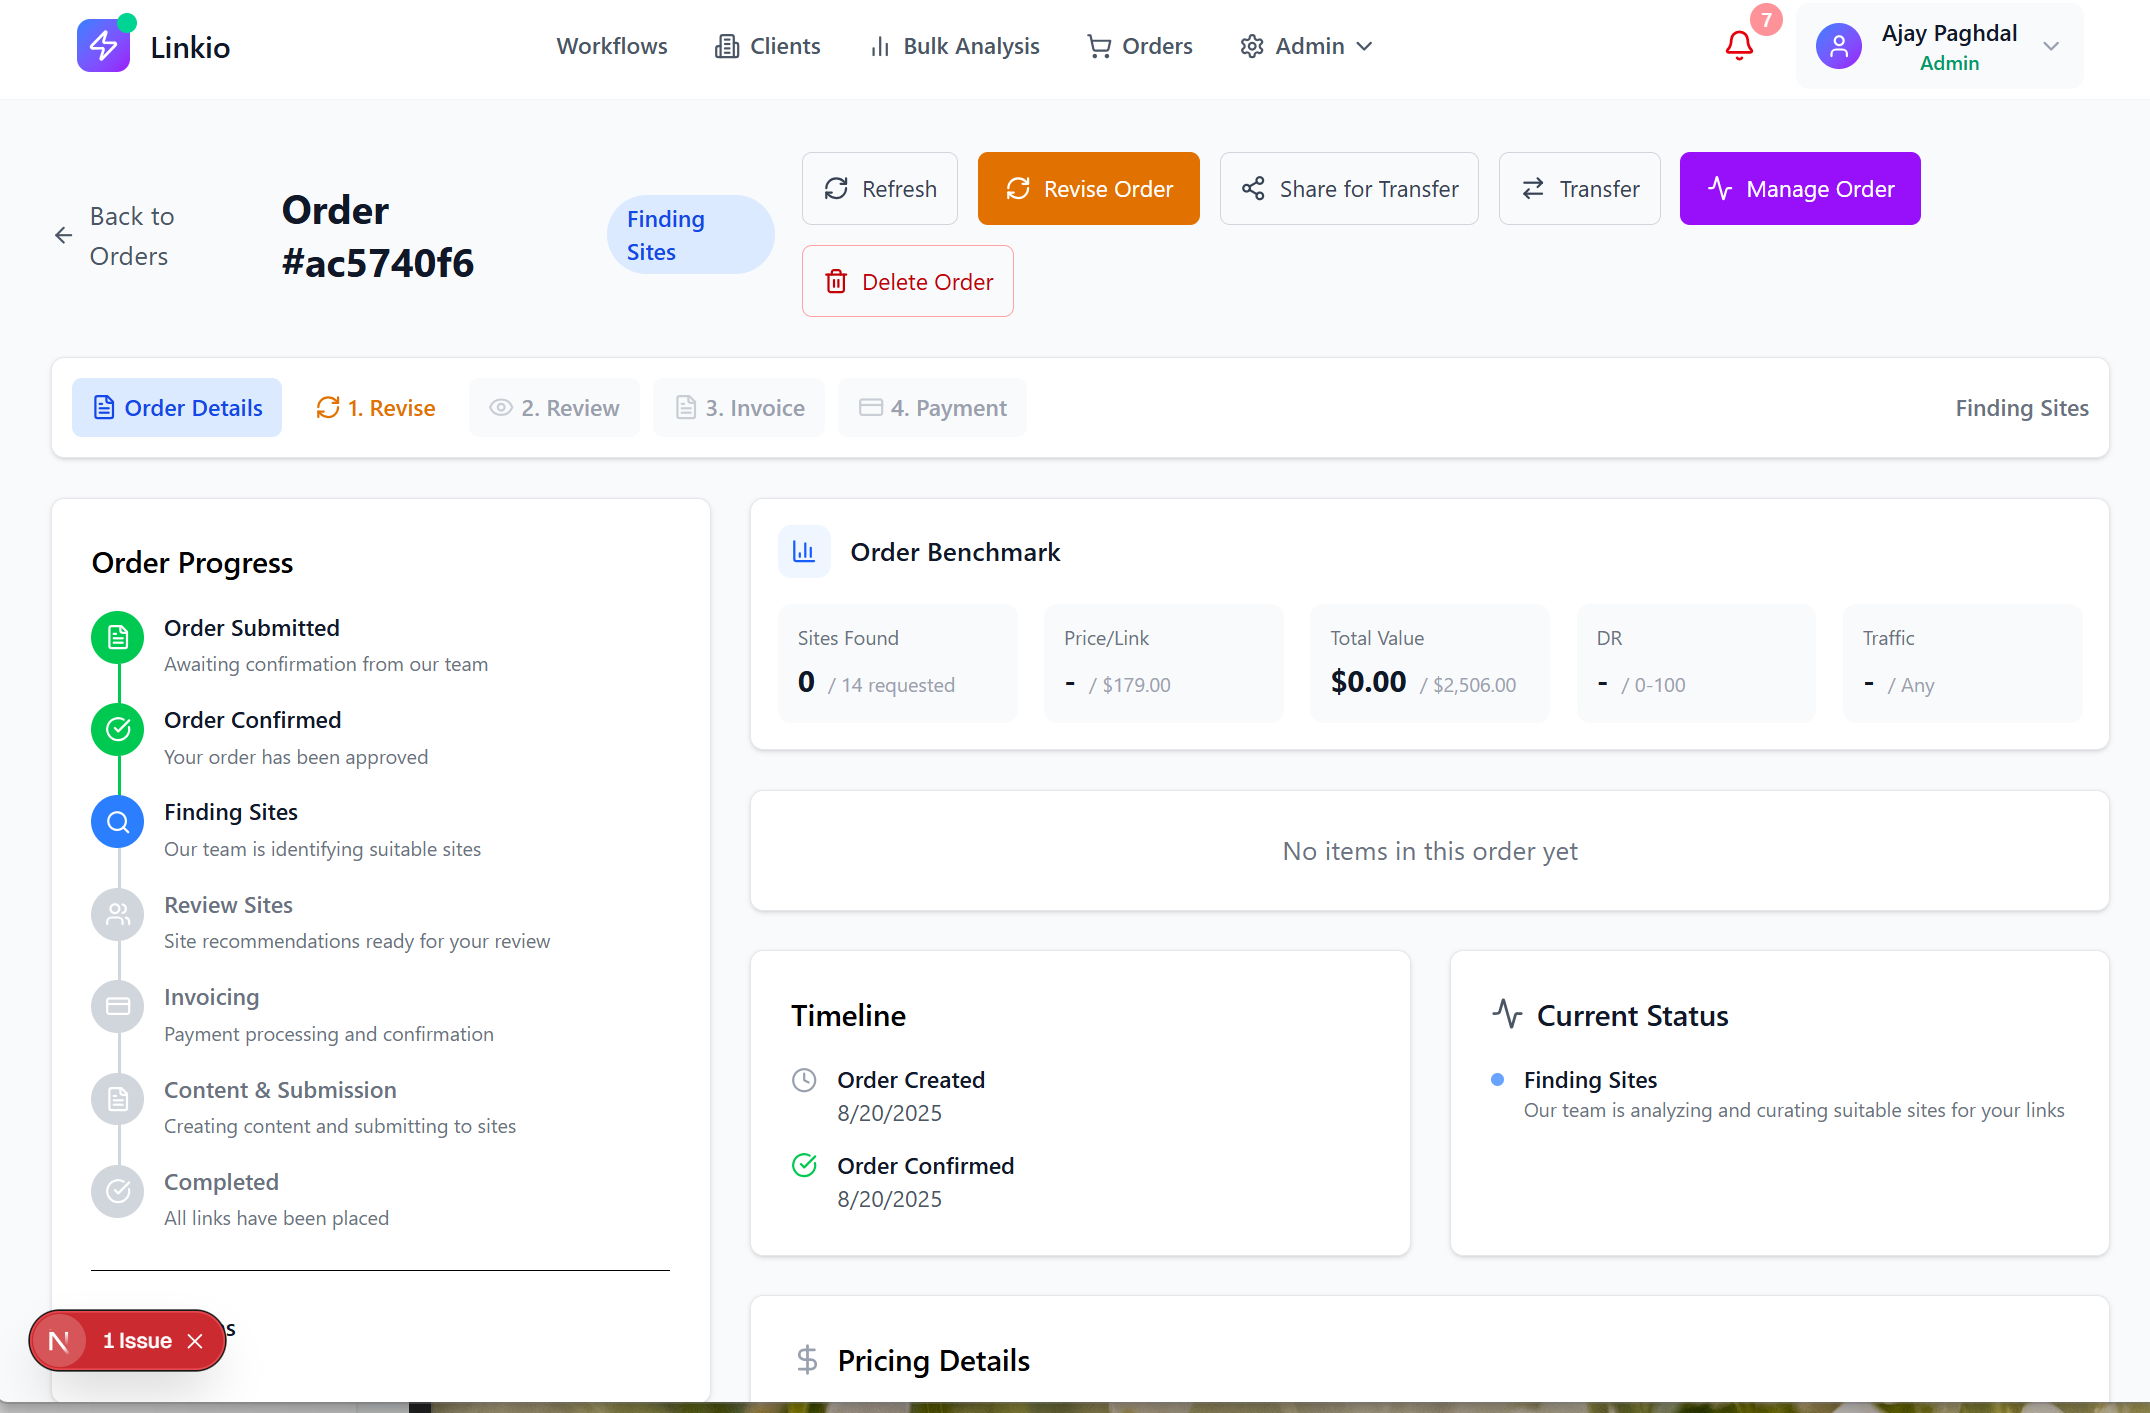 Linkio
Workflows
Clients
Bulk Analysis
Orders
Admin
7
Ajay Paghdal
Admin
Back to
Orders
Order
#ac5740f6
Finding
Sites
Refresh
Revise Order
Share for Transfer
Transfer
Manage Order
Delete Order
Order Details
1. Revise
2. Review
3. Invoice
4. Payment
Finding Sites
Order Progress
Order Submitted
Awaiting confirmation from our team
Order Confirmed
Your order has been approved
Finding Sites
Our team is identifying suitable sites
Review Sites
Site recommendations ready for your review
Invoicing
Payment processing and confirmation
Content & Submission
Creating content and submitting to sites
Completed
All links have been placed
N 1 Issue
Order Benchmark
Sites Found
0 / 14 requested
Price/Link
- / $179.00
Total Value
$0.00 / $2,506.00
DR
- / 0-100
Traffic
- / Any
No items in this order yet
Timeline
Order Created
8/20/2025
Order Confirmed
8/20/2025
Current Status
Finding Sites
Our team is analyzing and curating suitable sites for your links
Pricing Details